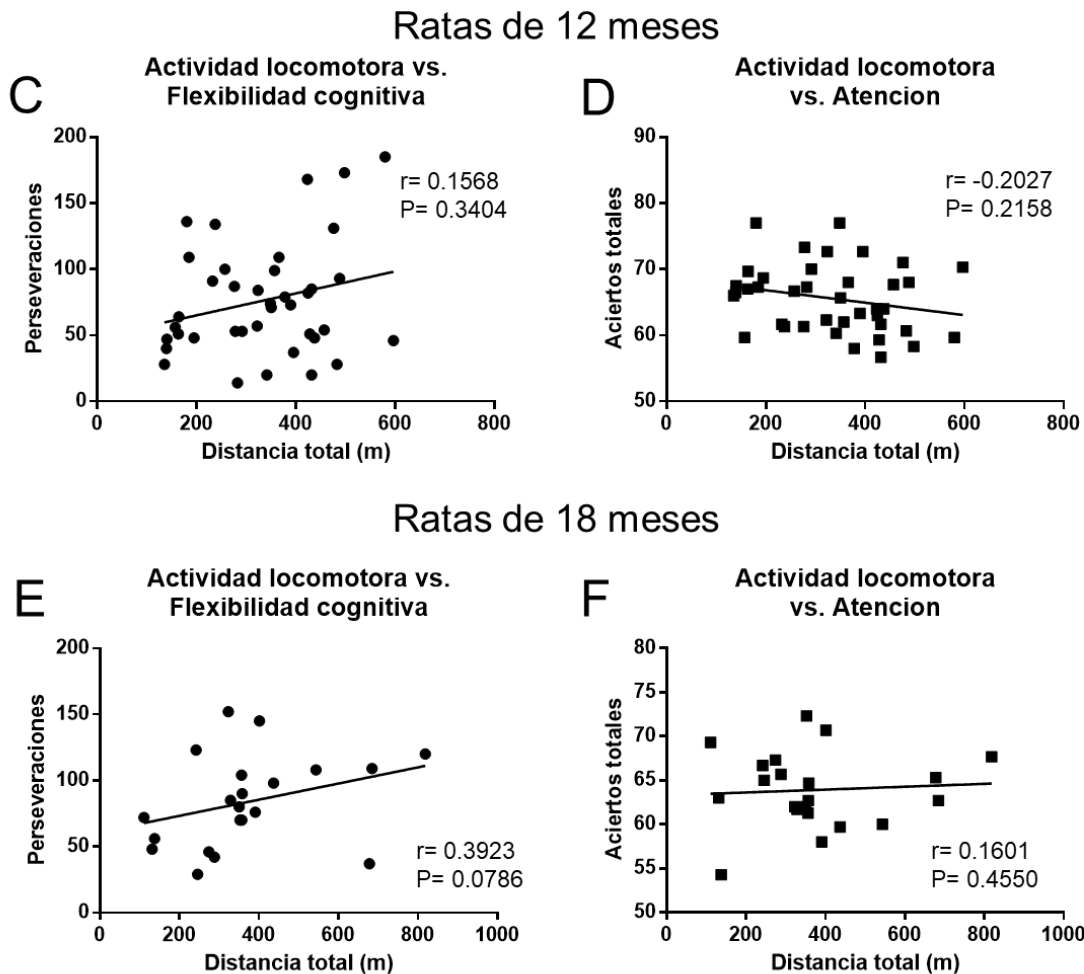 Ratas de 12 meses
C
Actividad locomotora vs.
Flexibilidad cognitiva
200
150
100
50
0
Perseveraciones
r= 0.1568
P= 0.3404
0 200 400 600 800
Distancia total (m)
D
Actividad locomotora
vs. Atencion
90
80
70
60
50
Aciertos totales
r= -0.2027
P= 0.2158
0 200 400 600 800
Distancia total (m)
Ratas de 18 meses
E
Actividad locomotora vs.
Flexibilidad cognitiva
200
150
100
50
0
Perseveraciones
r= 0.3923
P= 0.0786
0 200 400 600 800 1000
Distancia total (m)
F
Actividad locomotora
vs. Atencion
80
75
70
65
60
55
50
Aciertos totales
r= 0.1601
P= 0.4550
0 200 400 600 800 1000
Distancia total (m)